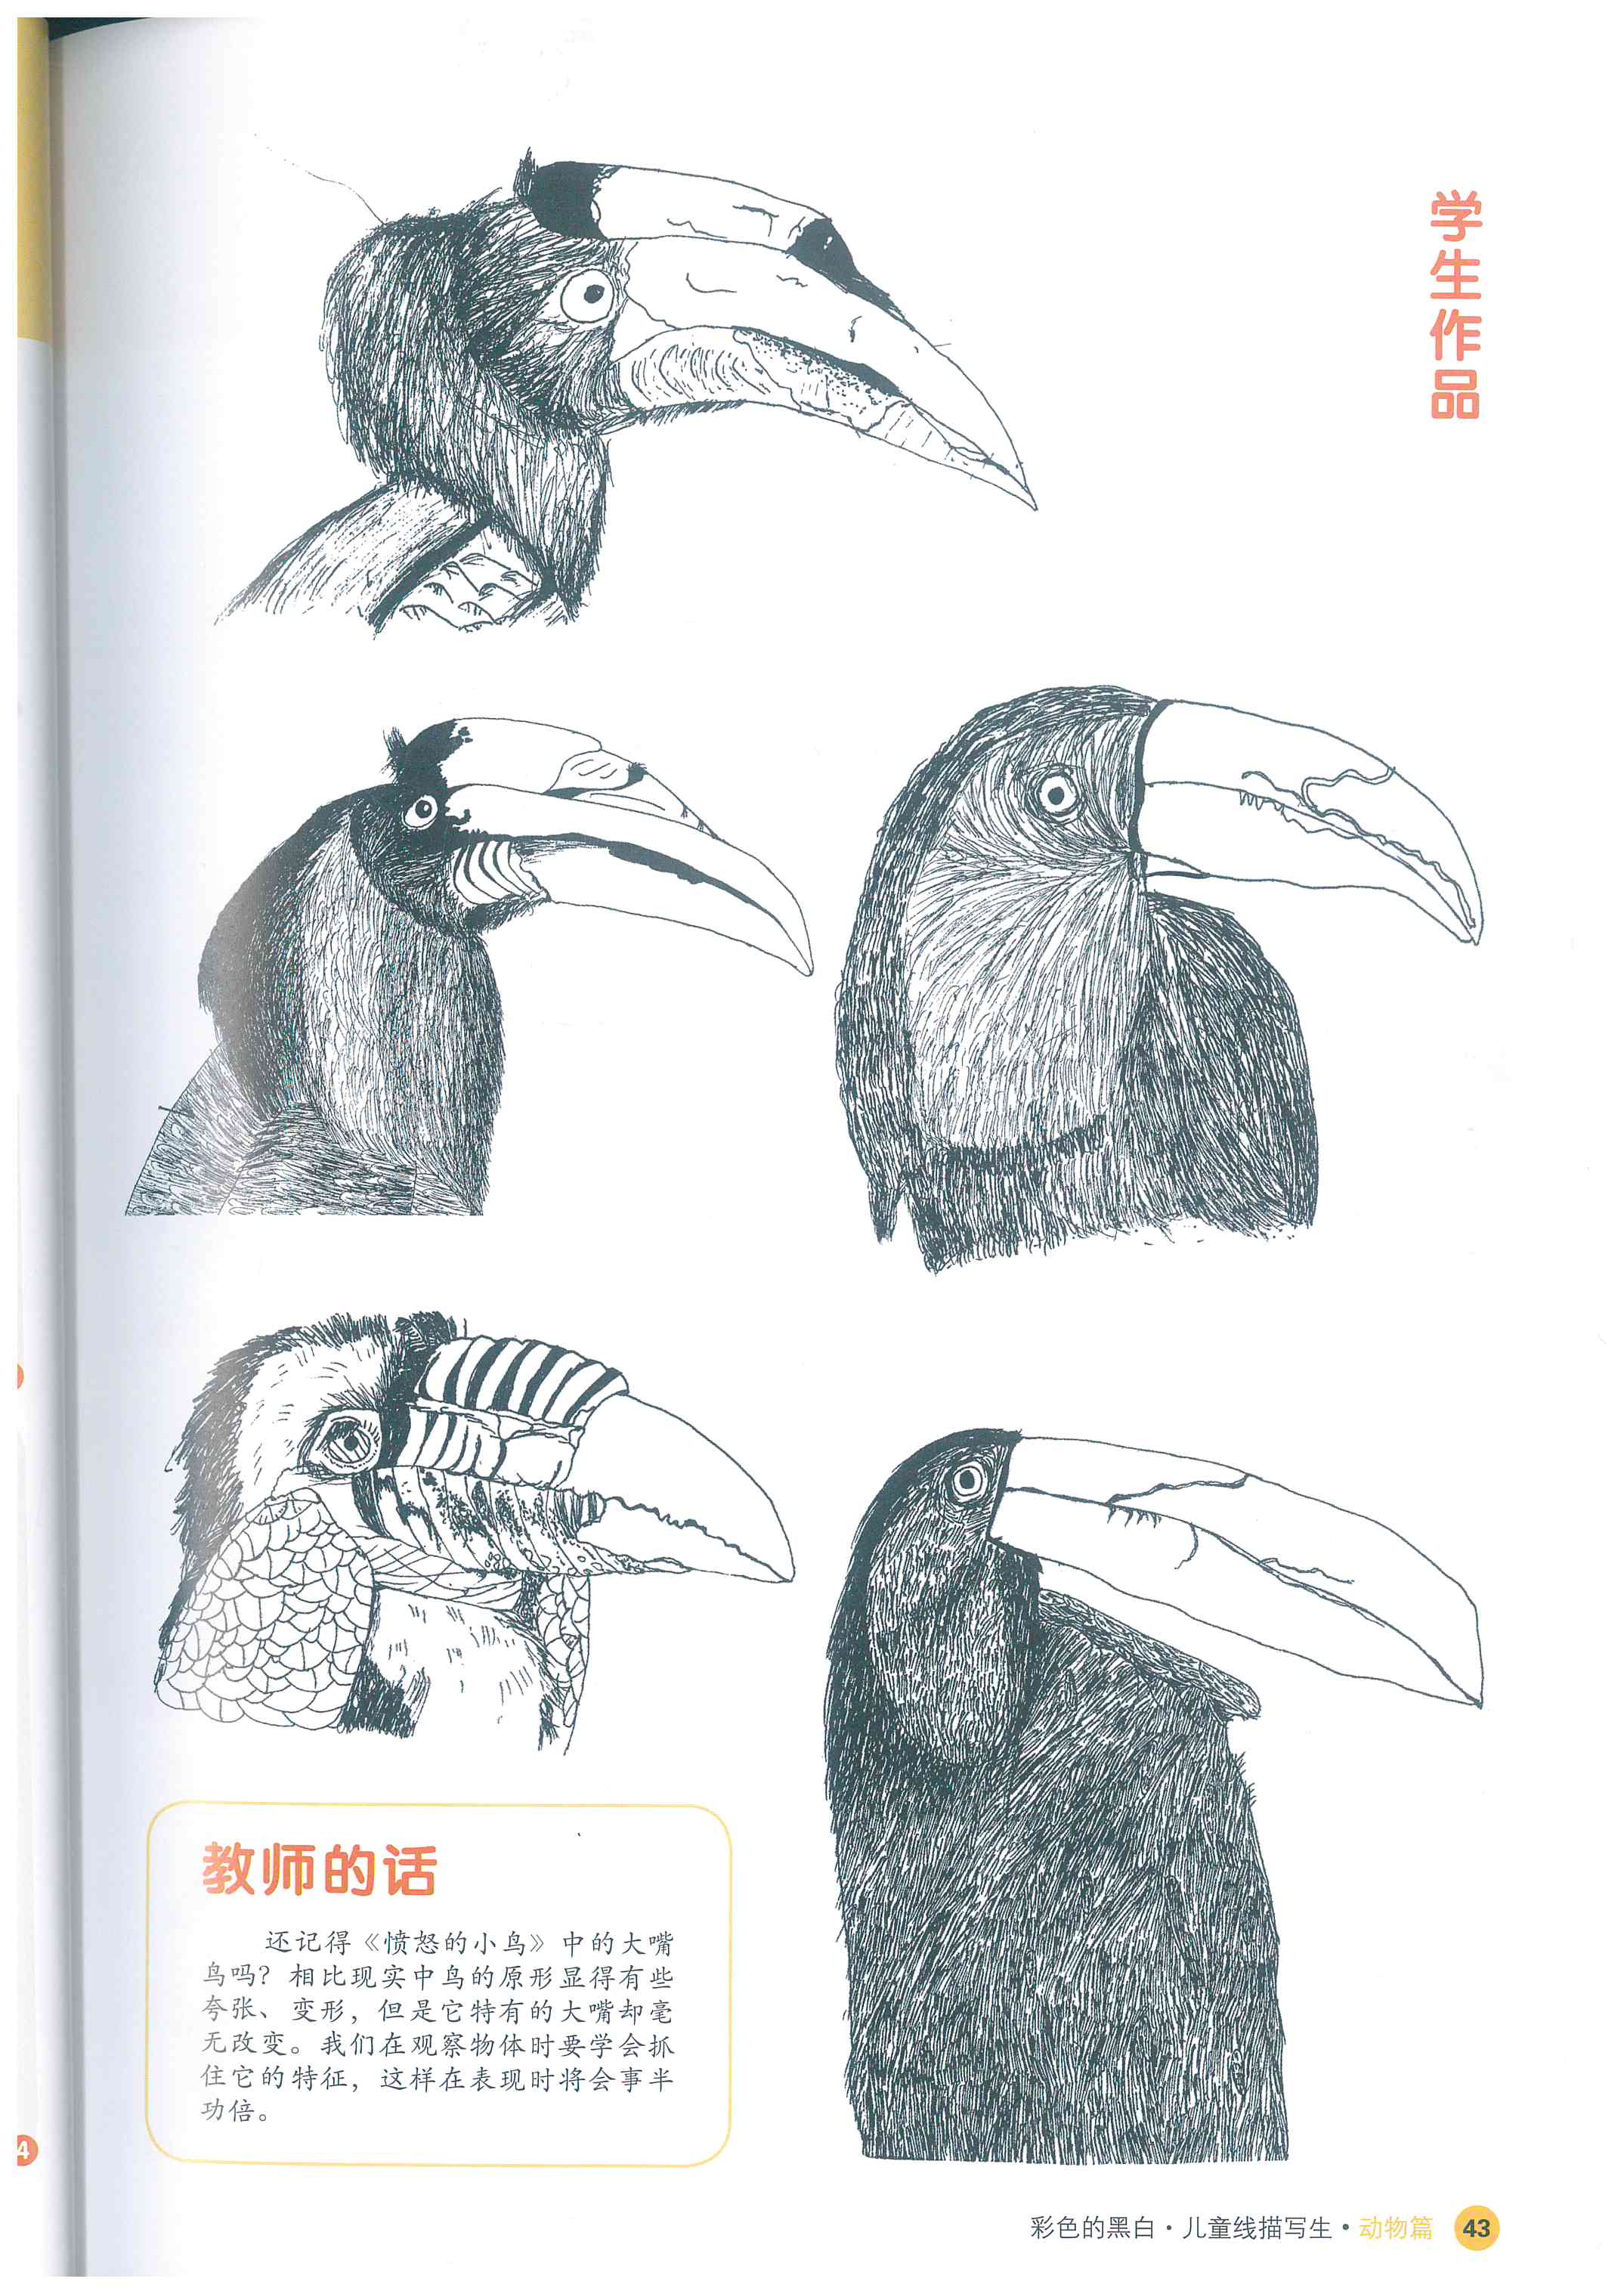 学生作品
教师的话
还记得《愤怒的小鸟》中的大嘴
鸟吗？相比现实中鸟的原形显得有些
夸张、变形，但是它特有的大嘴却毫
无改变。我们在观察物体时要学会抓
住它的特征，这样在表现时将会事半
功倍。
4
彩色的黑白·儿童线描写生·动物篇 43